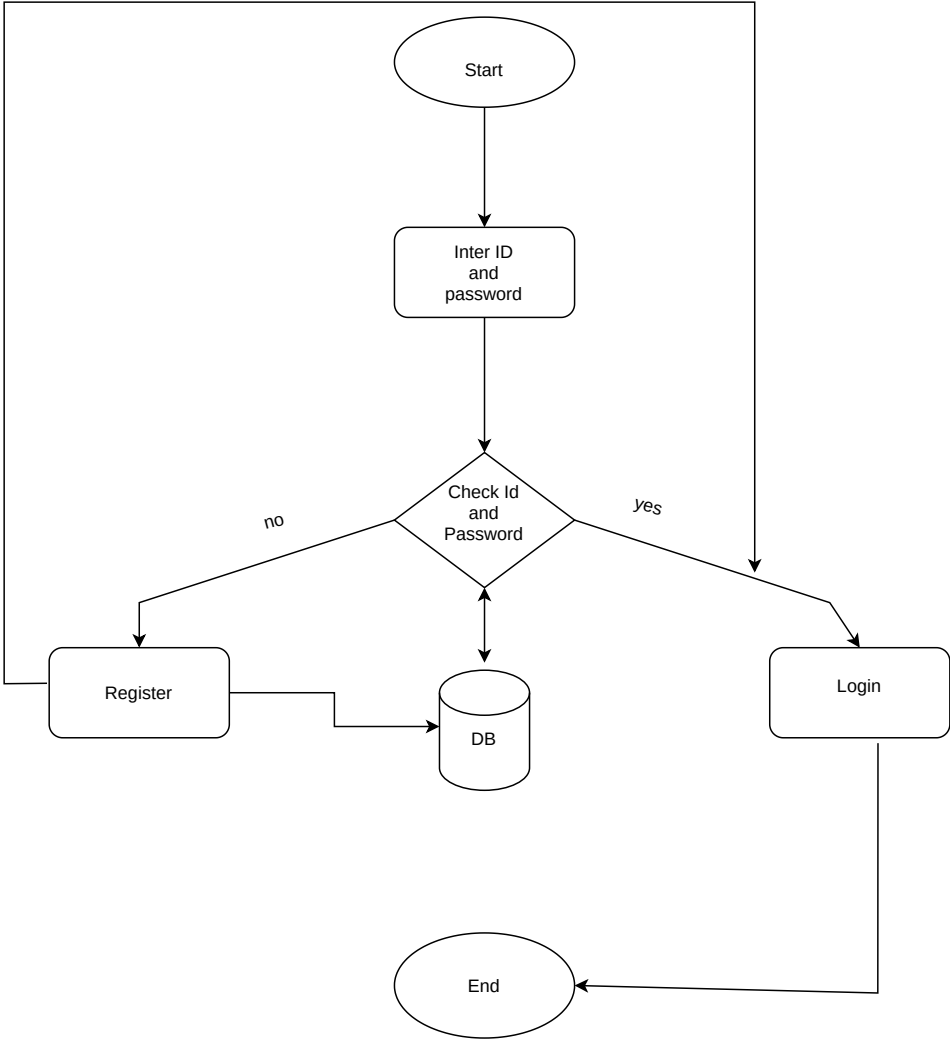 Start
Inter ID
and
password
Check Id
and
Password
no
yes
Register
DB
Login
End